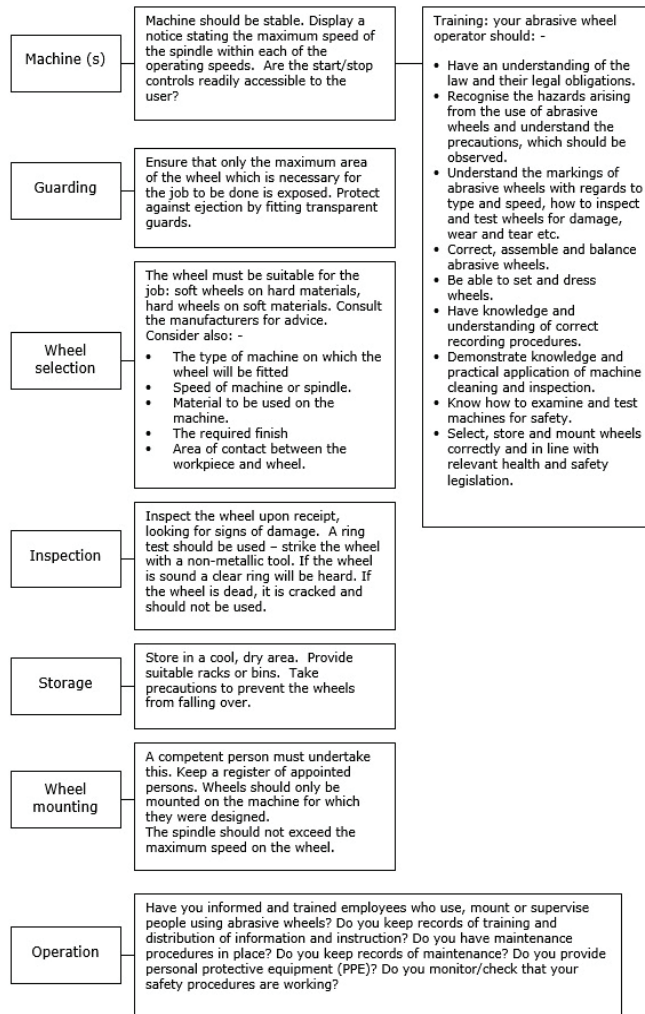 Machine (s)
Machine should be stable. Display a
notice stating the maximum speed of
the spindle within each of the
operating speeds.  Are the start/stop
controls readily accessible to the
user?
Training: your abrasive wheel
operator should: -
• Have an understanding of the
law and their legal obligations.
• Recognise the hazards arising
from the use of abrasive
wheels and understand the
precautions, which should be
observed.
• Understand the markings of
abrasive wheels with regards to
type and speed, how to inspect
and test wheels for damage,
wear and tear etc.
• Correct, assemble and balance
abrasive wheels.
• Be able to set and dress
wheels.
• Have knowledge and
understanding of correct
recording procedures.
• Demonstrate knowledge and
practical application of machine
cleaning and inspection.
• Know how to examine and test
machines for safety.
• Select, store and mount wheels
correctly and in line with
relevant health and safety
legislation.
Guarding
Ensure that only the maximum area
of the wheel which is necessary for
the job to be done is exposed. Protect
against ejection by fitting transparent
guards.
Wheel
selection
The wheel must be suitable for the
job: soft wheels on hard materials,
hard wheels on soft materials. Consult
the manufacturers for advice.
Consider also: -
• The type of machine on which the
wheel will be fitted
• Speed of machine or spindle.
• Material to be used on the
machine.
• The required finish
• Area of contact between the
workpiece and wheel.
Inspection
Inspect the wheel upon receipt,
looking for signs of damage.  A ring
test should be used – strike the wheel
with a non-metallic tool. If the wheel
is sound a clear ring will be heard. If
the wheel is dead, it is cracked and
should not be used.
Storage
Store in a cool, dry area.  Provide
suitable racks or bins.  Take
precautions to prevent the wheels
from falling over.
Wheel
mounting
A competent person must undertake
this. Keep a register of appointed
persons. Wheels should only be
mounted on the machine for which
they were designed.
The spindle should not exceed the
maximum speed on the wheel.
Operation
Have you informed and trained employees who use, mount or supervise
people using abrasive wheels? Do you keep records of training and
distribution of information and instruction? Do you have maintenance
procedures in place? Do you keep records of maintenance? Do you provide
personal protective equipment (PPE)? Do you monitor/check that your
safety procedures are working?